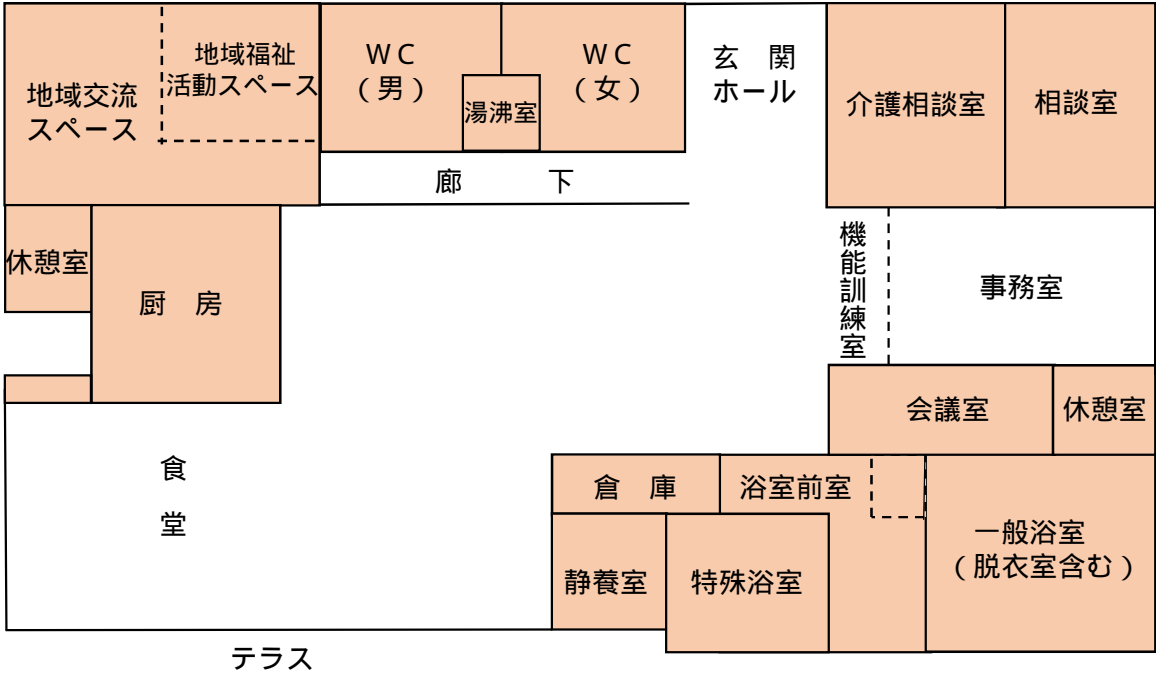 地域交流
スペース
地域福祉
活動スペース
ＷＣ
（男）
湯沸室
ＷＣ
（女）
玄　関
ホール
介護相談室
相談室
廊　　　下
休憩室
厨　房
機能訓練室
事務室
会議室
休憩室
食
堂
倉　庫
浴室前室
一般浴室
（脱衣室含む）
静養室
特殊浴室
テラス